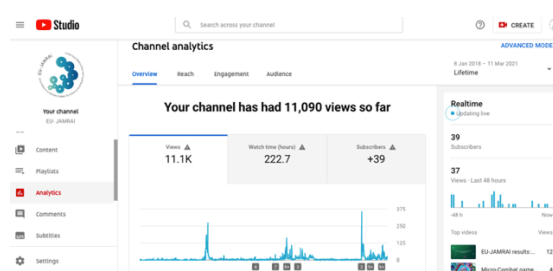 Studio
Search across your channel
CREATE
Channel analytics
ADVANCED MODE
8 Jan 2018 – 11 Mar 2021
Lifetime
Overview
Reach
Engagement
Audience
EU-JAMRAI
Your channel
EU-JAMRAI
Content
Playlists
Analytics
Comments
Subtitles
Settings
Your channel has had 11,090 views so far
Views
11.1K
Watch time (hours)
222.7
Subscribers
+39
375
250
125
0
Realtime
Updating live
39
Subscribers
37
Views · Last 48 hours
-48 h
Now
Top videos
Views
EU-JAMRAI results:...
12